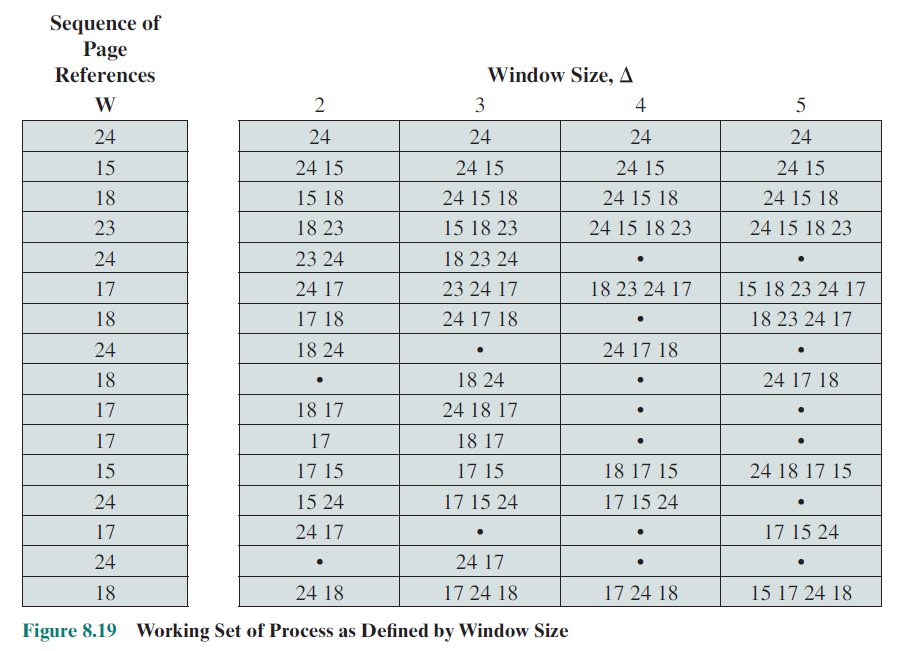 Sequence of
Page
References
Window Size, Δ
W 2 3 4 5
24 24 24 24 24
15 24 15 24 15 24 15 24 15
18 15 18 24 15 18 24 15 18 24 15 18
23 18 23 15 18 23 24 15 18 23 24 15 18 23
24 23 24 18 23 24 • •
17 24 17 23 24 17 18 23 24 17 15 18 23 24 17
18 17 18 24 17 18 • 18 23 24 17
24 18 24 • 24 17 18 •
18 • 18 24 • 24 17 18
17 18 17 24 18 17 • •
17 17 18 17 • •
15 17 15 17 15 18 17 15 24 18 17 15
24 15 24 17 15 24 17 15 24 •
17 24 17 • • 17 15 24
24 • 24 17 • •
18 24 18 17 24 18 17 24 18 15 17 24 18
Figure 8.19 Working Set of Process as Defined by Window Size